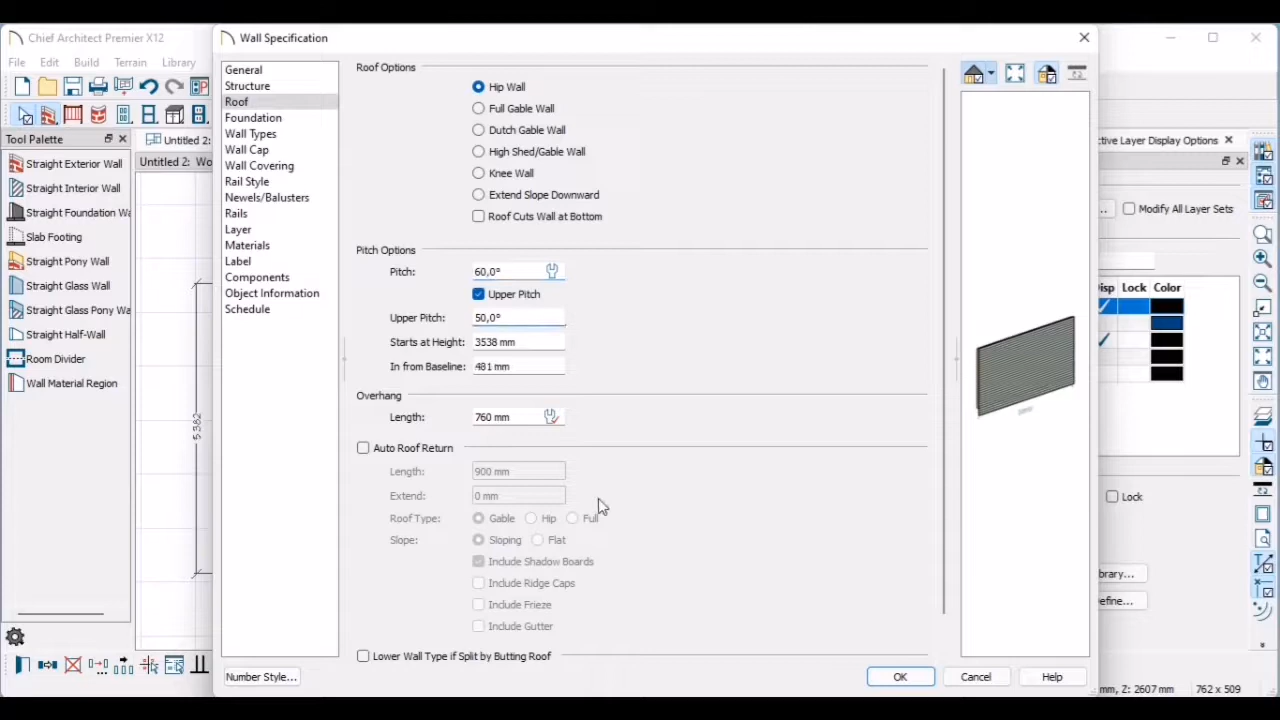 Chief Architect Premier X12
File Edit Build Terrain Library
Tool Palette
Straight Exterior Wall
Straight Interior Wall
Straight Foundation Wa
Slab Footing
Straight Pony Wall
Straight Glass Wall
Straight Glass Pony Wa
Straight Half-Wall
Room Divider
Wall Material Region
Untitled 2:
Untitled 2: Wo
5382
Wall Specification
General
Structure
Roof
Foundation
Wall Types
Wall Cap
Wall Covering
Rail Style
Newels/Balusters
Rails
Layer
Materials
Label
Components
Object Information
Schedule
Roof Options
Hip Wall
Full Gable Wall
Dutch Gable Wall
High Shed/Gable Wall
Knee Wall
Extend Slope Downward
Roof Cuts Wall at Bottom
Pitch Options
Pitch: 60,0°
Upper Pitch
Upper Pitch: 50,0°
Starts at Height: 3538 mm
In from Baseline: 481 mm
Overhang
Length: 760 mm
Auto Roof Return
Length: 900 mm
Extend: 0 mm
Roof Type: Gable Hip Full
Slope: Sloping Flat
Include Shadow Boards
Include Ridge Caps
Include Frieze
Include Gutter
Lower Wall Type if Split by Butting Roof
Number Style...
OK Cancel Help
ctive Layer Display Options
.. Modify All Layer Sets
isp Lock Color
Lock
brary...
efine...
mm, Z: 2607 mm 762 x 509